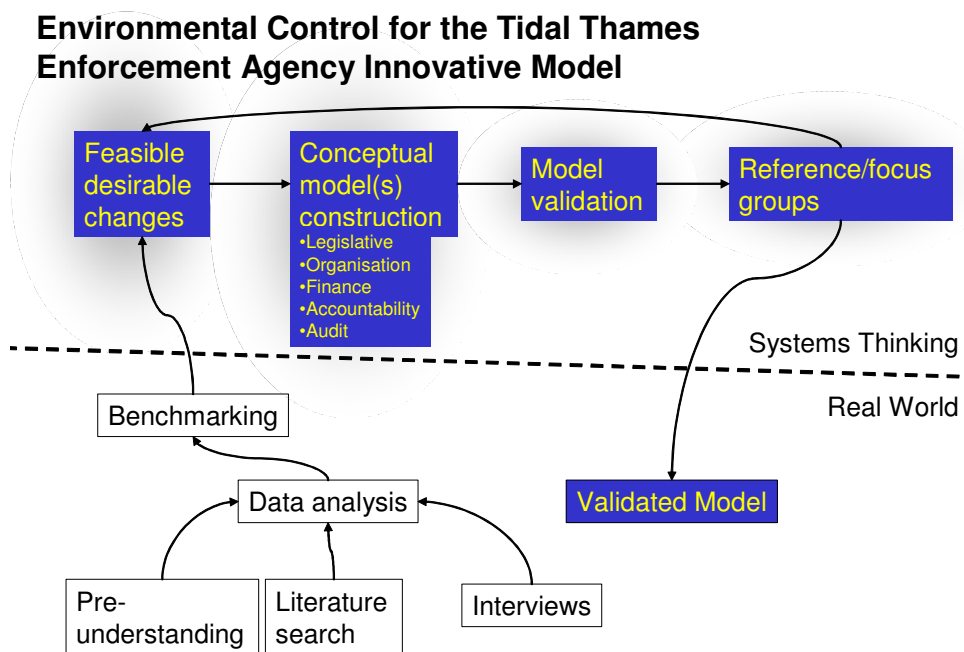 Environmental Control for the Tidal Thames
Enforcement Agency Innovative Model
Feasible
desirable
changes
Conceptual
model(s)
construction
•Legislative
•Organisation
•Finance
•Accountability
•Audit
Model
validation
Reference/focus
groups
Systems Thinking
Real World
Benchmarking
Data analysis
Validated Model
Pre-
understanding
Literature
search
Interviews